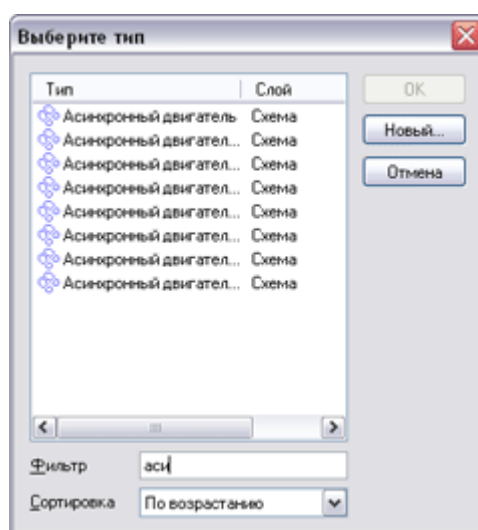 Выберите тип
Тип Слой
Асинхронный двигатель Схема
Асинхронный двигател... Схема
Асинхронный двигател... Схема
Асинхронный двигател... Схема
Асинхронный двигател... Схема
Асинхронный двигател... Схема
Асинхронный двигател... Схема
Асинхронный двигател... Схема
OK
Новый...
Отмена
Фильтр аси
Сортировка По возрастанию